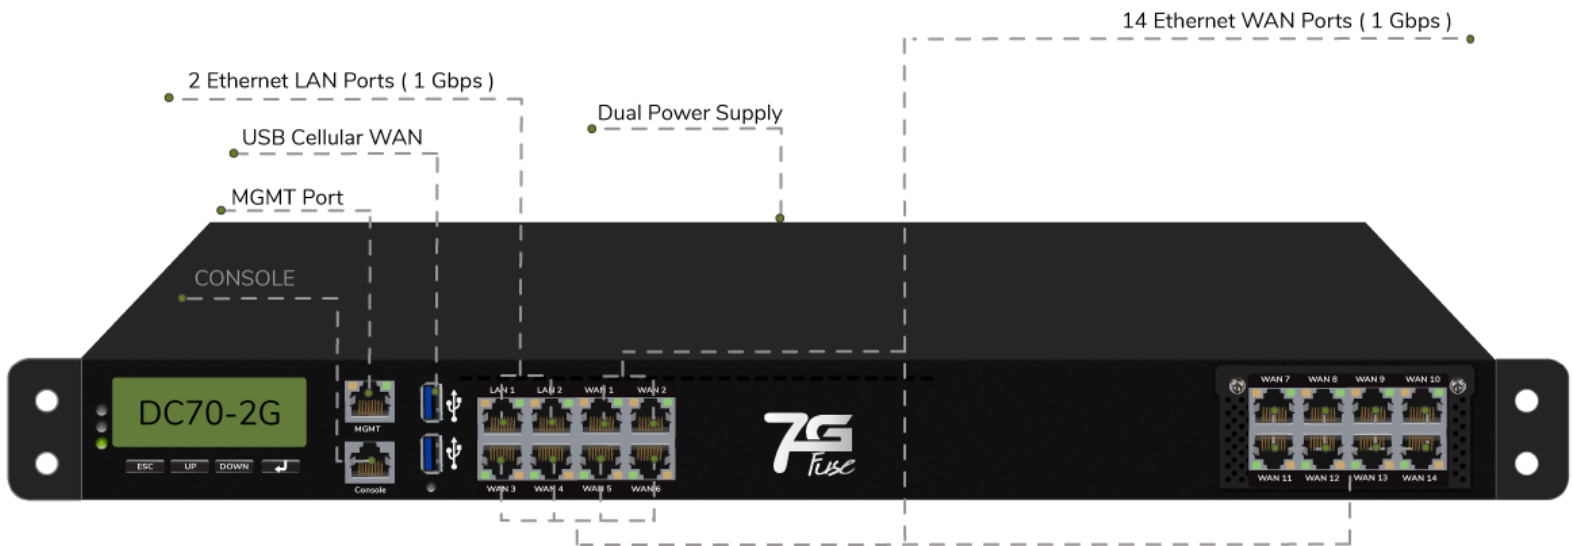 14 Ethernet WAN Ports ( 1 Gbps )
2 Ethernet LAN Ports ( 1 Gbps )
Dual Power Supply
USB Cellular WAN
MGMT Port
CONSOLE
DC70-2G
ESC UP DOWN
MGMT
Console
LAN 1 LAN 2 WAN 1 WAN 2
WAN 3 WAN 4 WAN 5 WAN 6
7G
Fuse
WAN 7 WAN 8 WAN 9 WAN 10
WAN 11 WAN 12 WAN 13 WAN 14